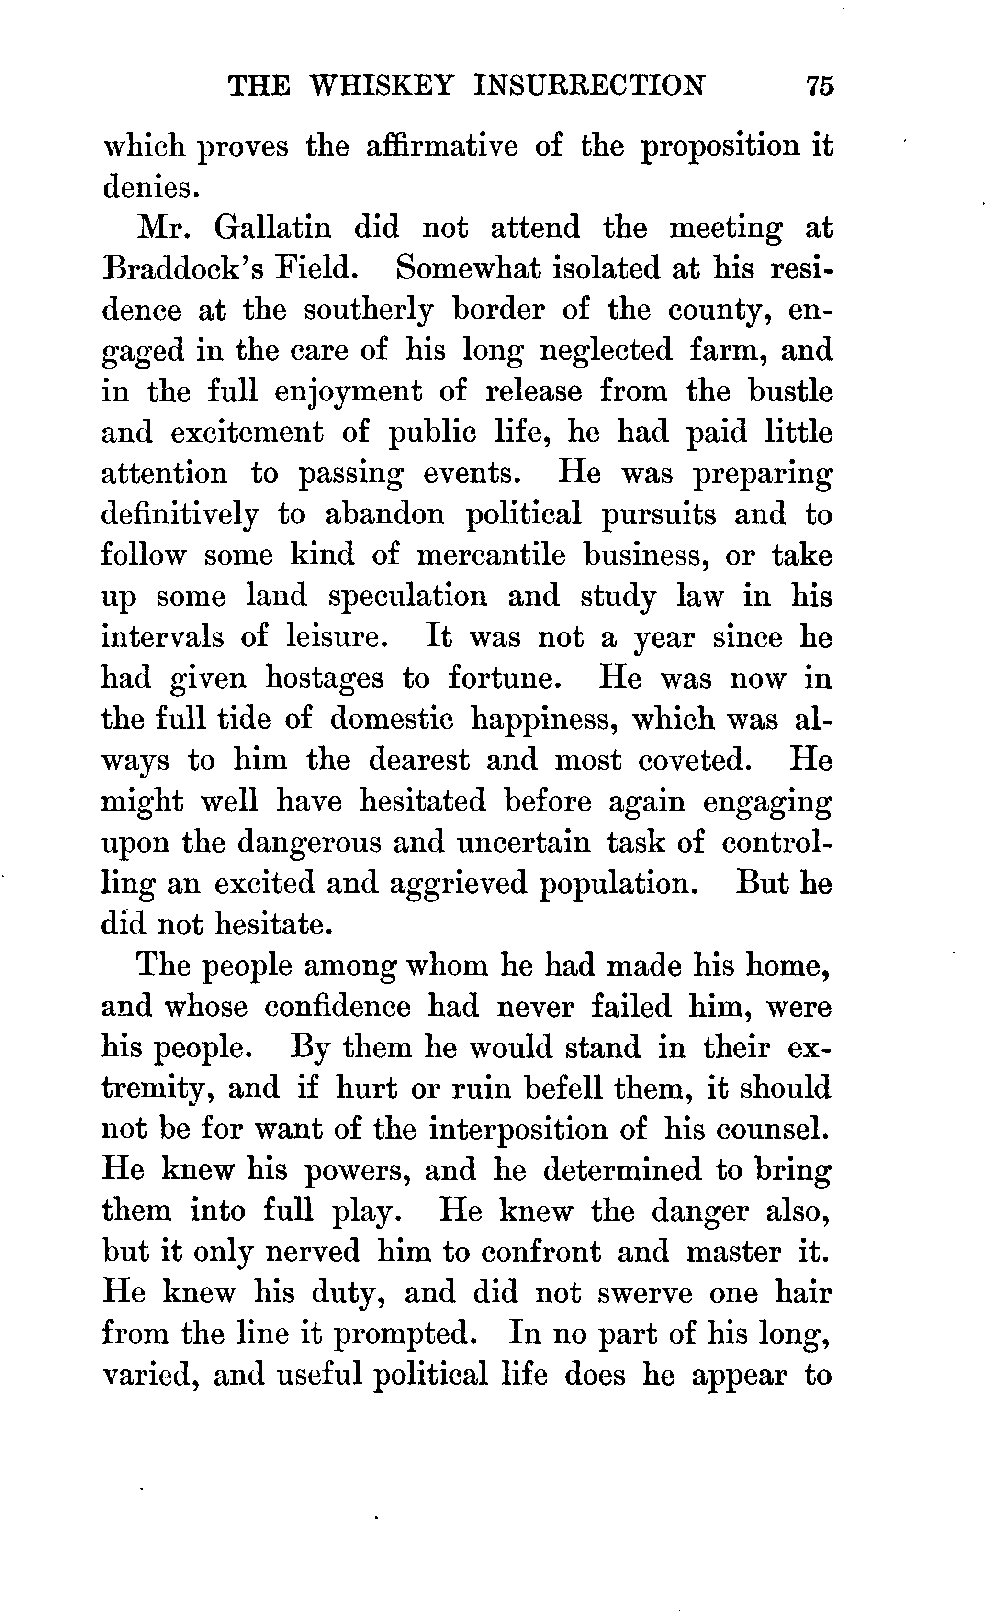 THE WHISKEY INSURRECTION 75
which proves the affirmative of the proposition it
denies.
Mr. Gallatin did not attend the meeting at
Braddock's Field. Somewhat isolated at his resi-
dence at the southerly border of the county, en-
gaged in the care of his long neglected farm, and
in the full enjoyment of release from the bustle
and excitement of public life, he had paid little
attention to passing events. He was preparing
definitively to abandon political pursuits and to
follow some kind of mercantile business, or take
up some land speculation and study law in his
intervals of leisure. It was not a year since he
had given hostages to fortune. He was now in
the full tide of domestic happiness, which was al-
ways to him the dearest and most coveted. He
might well have hesitated before again engaging
upon the dangerous and uncertain task of control-
ling an excited and aggrieved population. But he
did not hesitate.
The people among whom he had made his home,
and whose confidence had never failed him, were
his people. By them he would stand in their ex-
tremity, and if hurt or ruin befell them, it should
not be for want of the interposition of his counsel.
He knew his powers, and he determined to bring
them into full play. He knew the danger also,
but it only nerved him to confront and master it.
He knew his duty, and did not swerve one hair
from the line it prompted. In no part of his long,
varied, and useful political life does he appear to